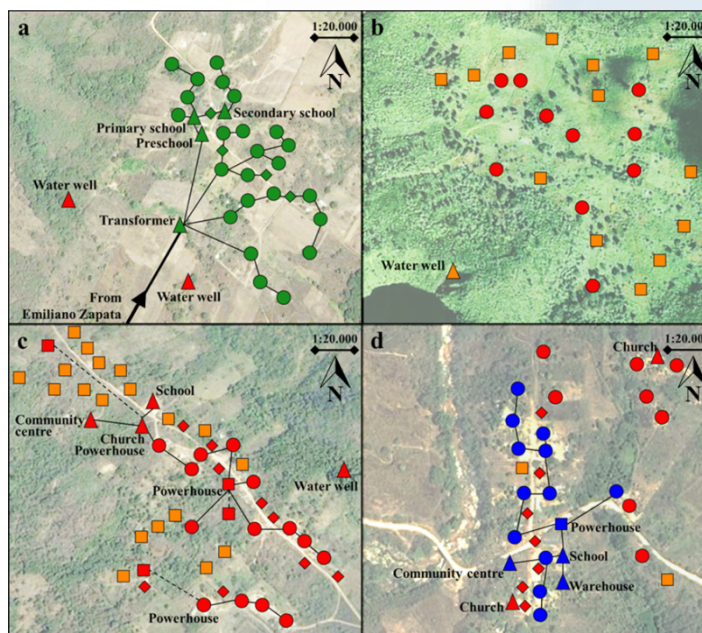 a
1:20.000
N
Secondary school
Primary school
Preschool
Water well
Transformer
From
Emiliano Zapata
Water well
b
1:20.000
N
Water well
c
1:20.000
N
School
Community
centre
Church
Powerhouse
Powerhouse
Water well
Powerhouse
d
1:20.000
Church
N
Powerhouse
School
Community centre
Warehouse
Church